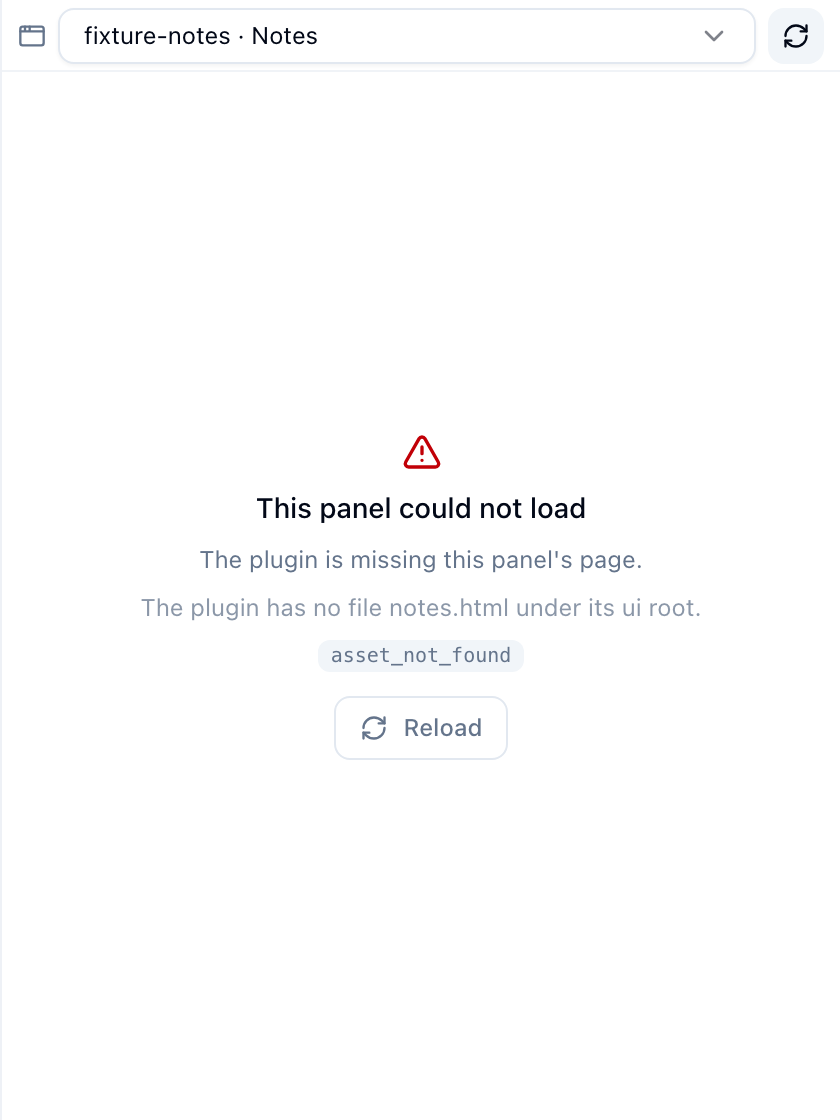 fixture-notes · Notes
This panel could not load
The plugin is missing this panel's page.
The plugin has no file notes.html under its ui root.
asset_not_found
Reload